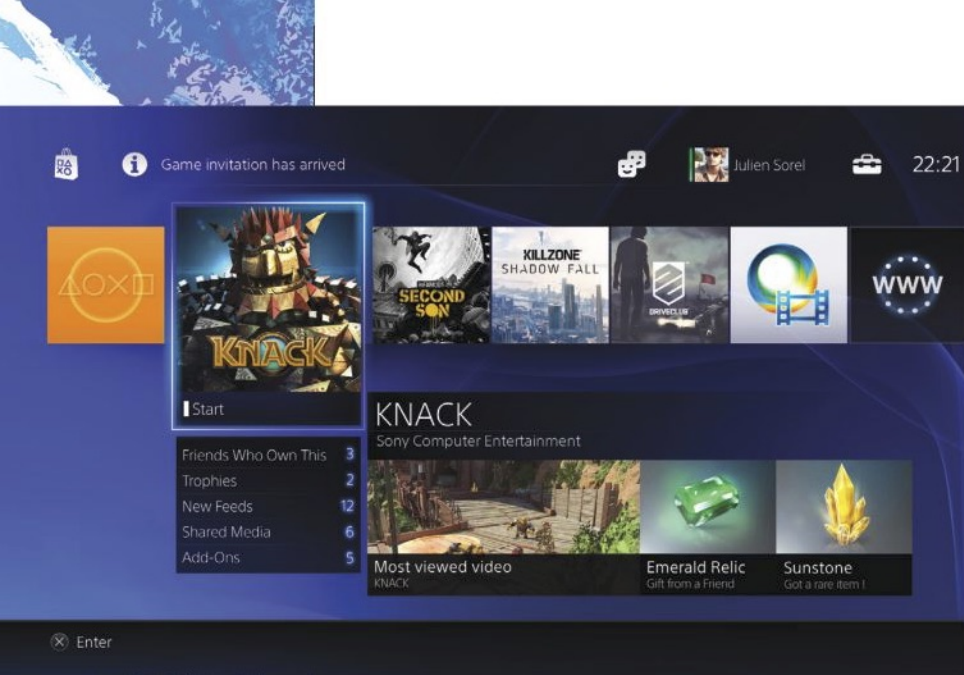 Game invitation has arrived
Julien Sorel
22:21
KNACK
SECOND
SON
KILLZONE
SHADOW FALL
DRIVECLUB
WWW
Start
KNACK
Sony Computer Entertainment
Friends Who Own This 3
Trophies 2
New Feeds 12
Shared Media 6
Add-Ons 5
Most viewed video
KNACK
Emerald Relic
Gift from a Friend
Sunstone
Got a rare item !
Enter